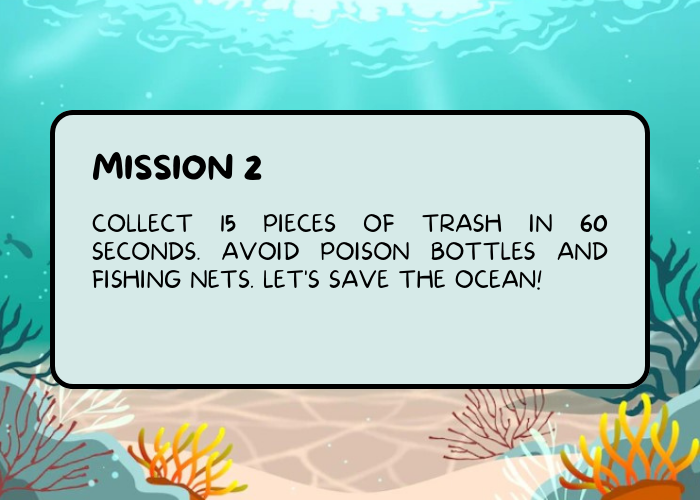 MISSION 2
COLLECT 15 PIECES OF TRASH IN 60
SECONDS. AVOID POISON BOTTLES AND
FISHING NETS. LET'S SAVE THE OCEAN!